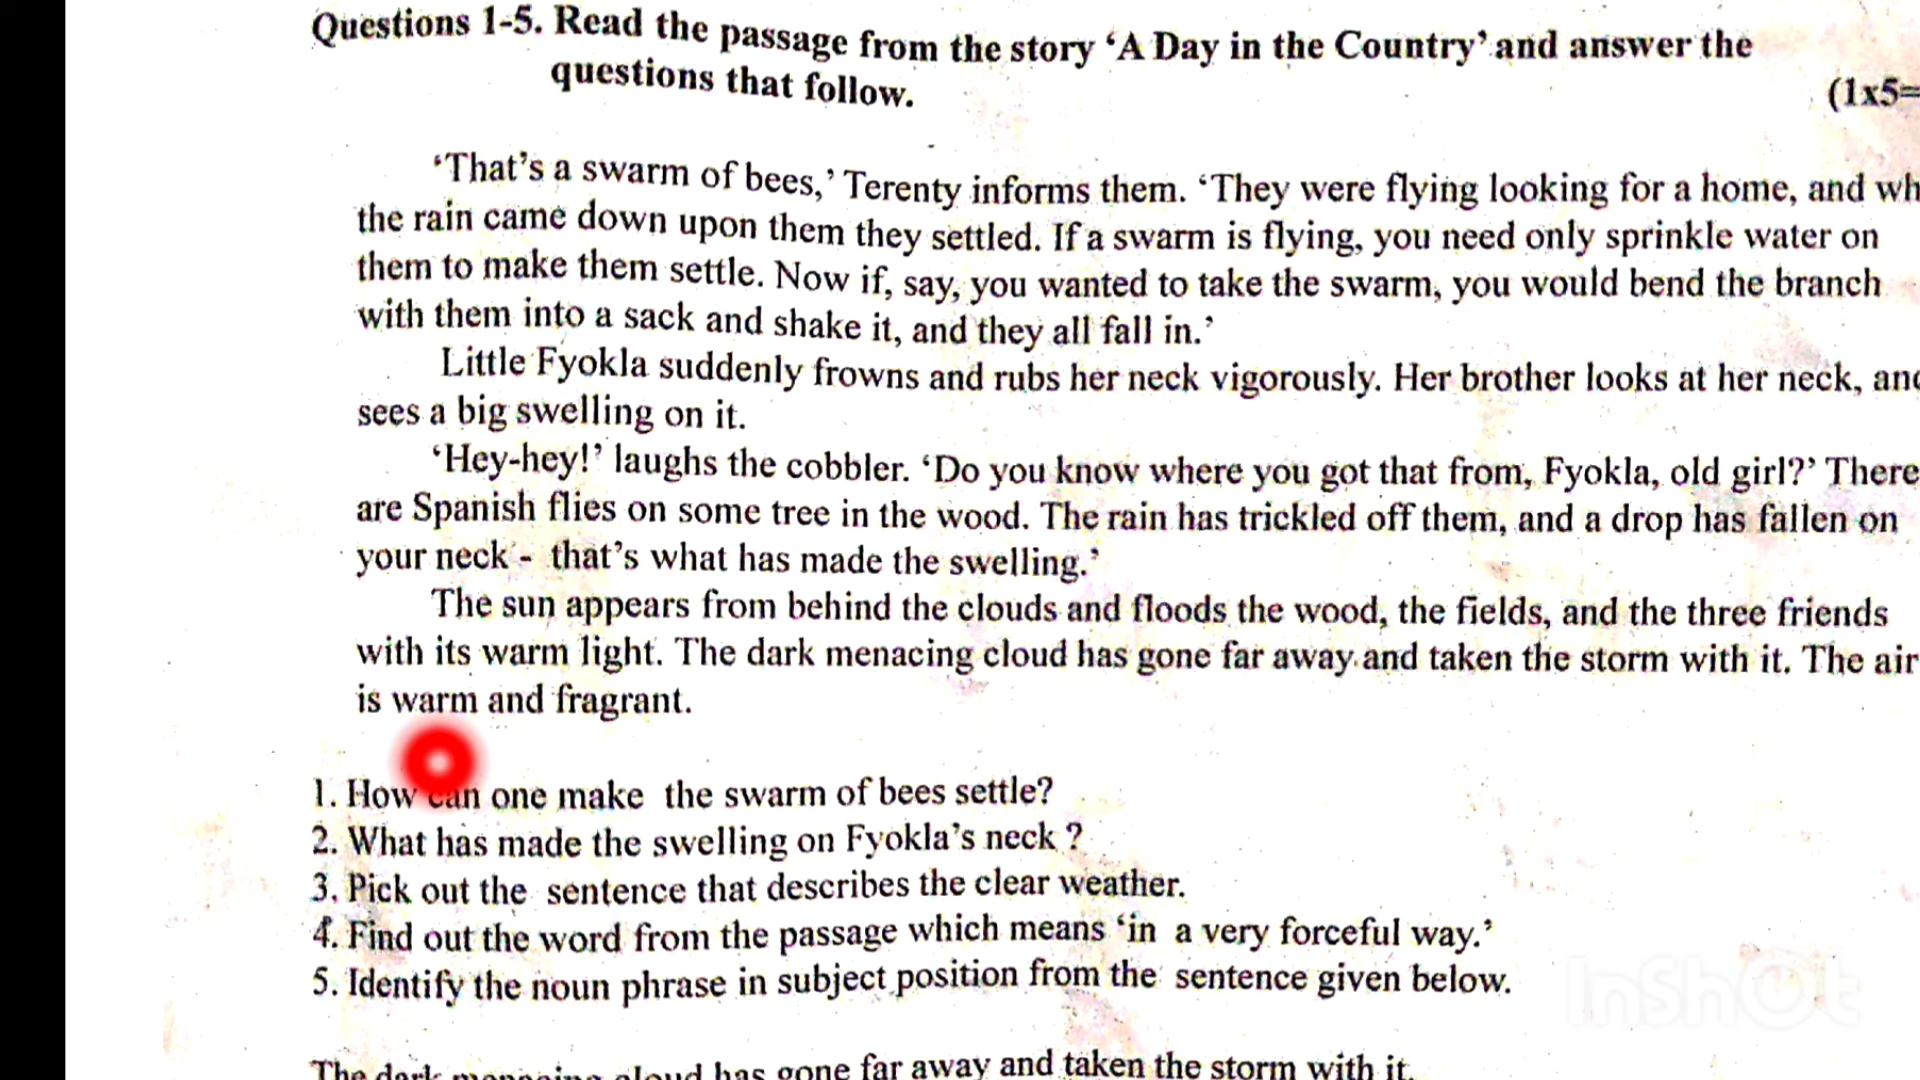 Questions 1-5. Read the passage from the story ‘A Day in the Country’ and answer the
questions that follow.
(1x5=
‘That’s a swarm of bees,’ Terenty informs them. ‘They were flying looking for a home, and wh
the rain came down upon them they settled. If a swarm is flying, you need only sprinkle water on
them to make them settle. Now if, say, you wanted to take the swarm, you would bend the branch
with them into a sack and shake it, and they all fall in.’
Little Fyokla suddenly frowns and rubs her neck vigorously. Her brother looks at her neck, and
sees a big swelling on it.
‘Hey-hey!’ laughs the cobbler. ‘Do you know where you got that from, Fyokla, old girl?’ There
are Spanish flies on some tree in the wood. The rain has trickled off them, and a drop has fallen on
your neck - that’s what has made the swelling.’
The sun appears from behind the clouds and floods the wood, the fields, and the three friends
with its warm light. The dark menacing cloud has gone far away and taken the storm with it. The air
is warm and fragrant.
1. How can one make the swarm of bees settle?
2. What has made the swelling on Fyokla’s neck ?
3. Pick out the sentence that describes the clear weather.
4. Find out the word from the passage which means ‘in a very forceful way.’
5. Identify the noun phrase in subject position from the sentence given below.
InShOt
The dark menacing cloud has gone far away and taken the storm with it.